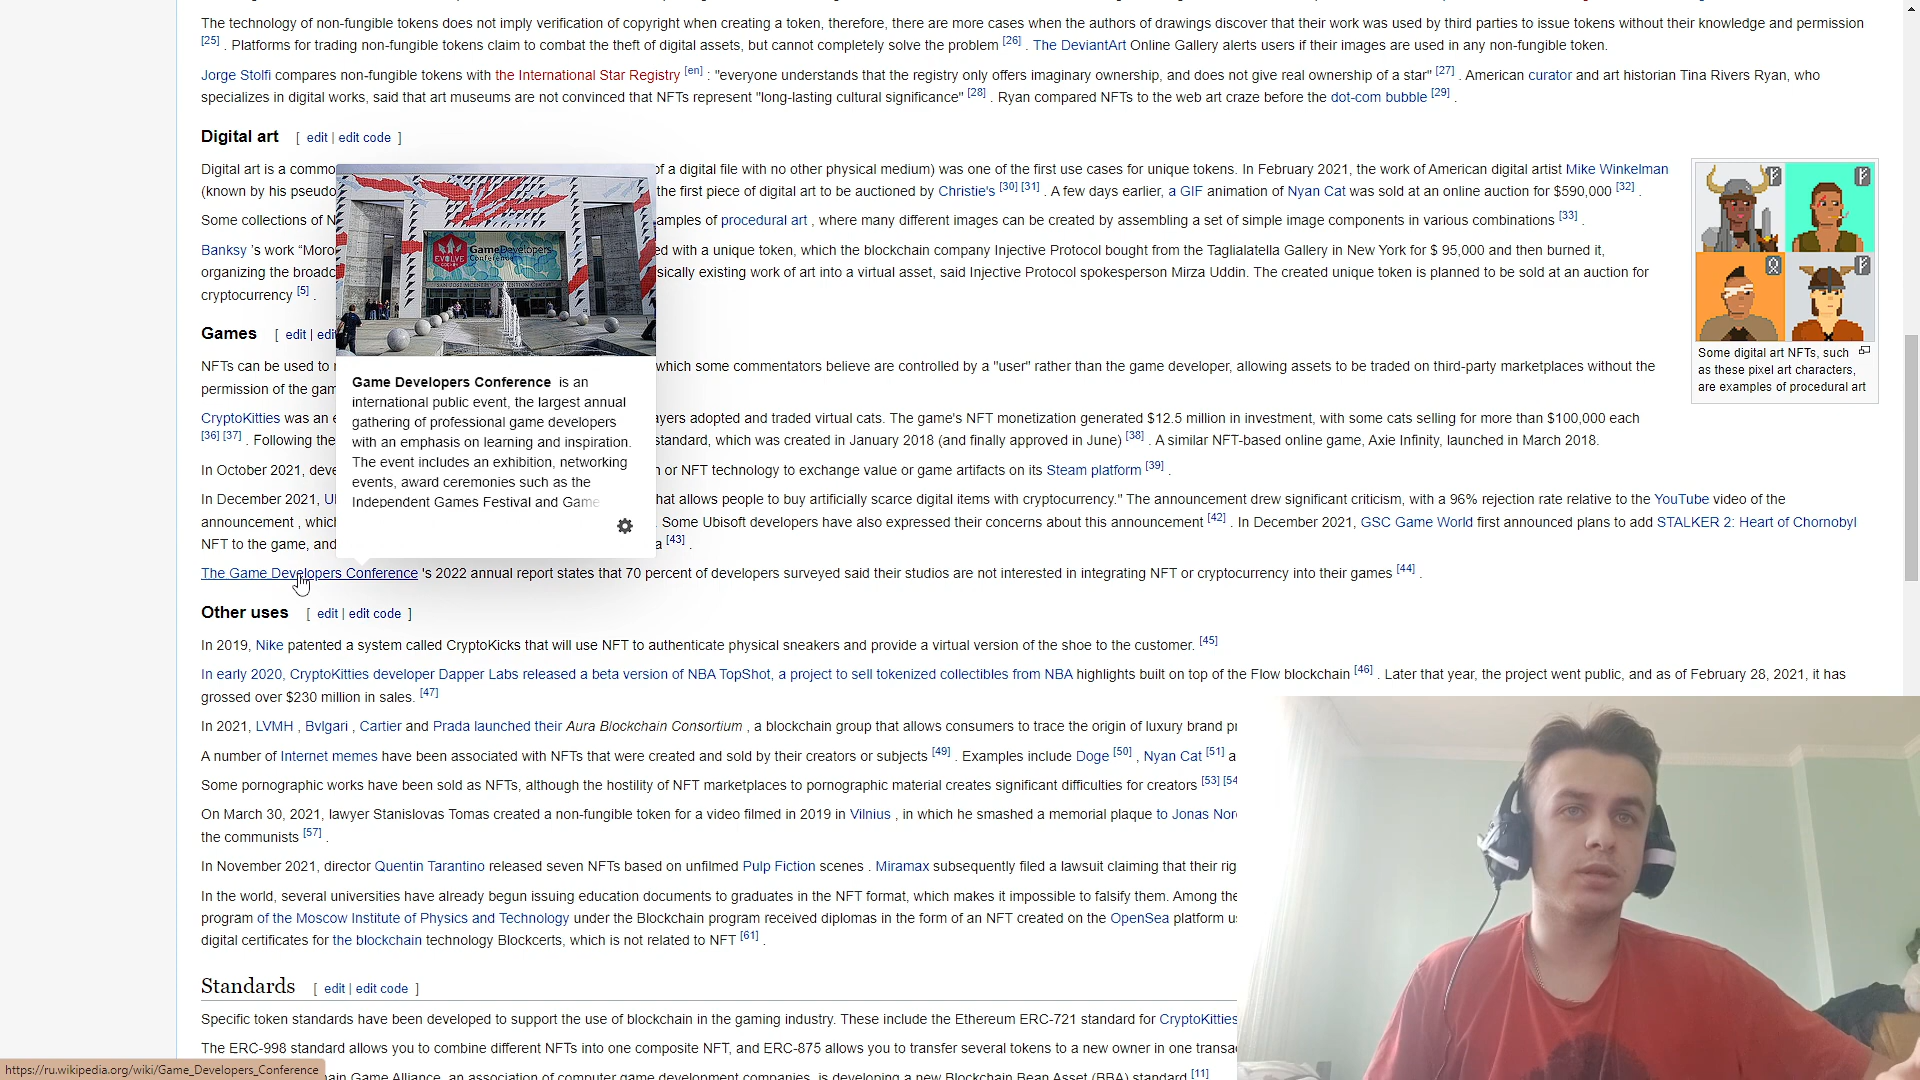 The technology of non-fungible tokens does not imply verification of copyright when creating a token, therefore, there are more cases when the authors of drawings discover that their work was used by third parties to issue tokens without their knowledge and permission
[25] . Platforms for trading non-fungible tokens claim to combat the theft of digital assets, but cannot completely solve the problem [26] . The DeviantArt Online Gallery alerts users if their images are used in any non-fungible token.
Jorge Stolfi compares non-fungible tokens with the International Star Registry [en] : "everyone understands that the registry only offers imaginary ownership, and does not give real ownership of a star" [27] . American curator and art historian Tina Rivers Ryan, who
specializes in digital works, said that art museums are not convinced that NFTs represent "long-lasting cultural significance" [28] . Ryan compared NFTs to the web art craze before the dot-com bubble [29] .
Digital art [ edit | edit code ]
Digital art is a commo of a digital file with no other physical medium) was one of the first use cases for unique tokens. In February 2021, the work of American digital artist Mike Winkelman
(known by his pseudo the first piece of digital art to be auctioned by Christie's [30] [31] . A few days earlier, a GIF animation of Nyan Cat was sold at an online auction for $590,000 [32] .
Some collections of N amples of procedural art , where many different images can be created by assembling a set of simple image components in various combinations [33] .
Banksy 's work “Moro ed with a unique token, which the blockchain company Injective Protocol bought from the Taglialatella Gallery in New York for $ 95,000 and then burned it,
organizing the broadc sically existing work of art into a virtual asset, said Injective Protocol spokesperson Mirza Uddin. The created unique token is planned to be sold at an auction for
cryptocurrency [5] .
Games [ edit | edi
NFTs can be used to which some commentators believe are controlled by a "user" rather than the game developer, allowing assets to be traded on third-party marketplaces without the
permission of the gam
CryptoKitties was an e ayers adopted and traded virtual cats. The game's NFT monetization generated $12.5 million in investment, with some cats selling for more than $100,000 each
[36] [37] . Following the standard, which was created in January 2018 (and finally approved in June) [38] . A similar NFT-based online game, Axie Infinity, launched in March 2018.
In October 2021, deve n or NFT technology to exchange value or game artifacts on its Steam platform [39] .
In December 2021, U hat allows people to buy artificially scarce digital items with cryptocurrency." The announcement drew significant criticism, with a 96% rejection rate relative to the YouTube video of the
announcement , whicl . Some Ubisoft developers have also expressed their concerns about this announcement [42] . In December 2021, GSC Game World first announced plans to add STALKER 2: Heart of Chornobyl
NFT to the game, and a [43] .
GameDevelopers
Conference
EVOLVE
SAN JOSE McENERY CONVENTION CENTER
Game Developers Conference is an
international public event, the largest annual
gathering of professional game developers
with an emphasis on learning and inspiration.
The event includes an exhibition, networking
events, award ceremonies such as the
Independent Games Festival and Game
Some digital art NFTs, such
as these pixel art characters,
are examples of procedural art
The Game Developers Conference 's 2022 annual report states that 70 percent of developers surveyed said their studios are not interested in integrating NFT or cryptocurrency into their games [44] .
Other uses [ edit | edit code ]
In 2019, Nike patented a system called CryptoKicks that will use NFT to authenticate physical sneakers and provide a virtual version of the shoe to the customer. [45]
In early 2020, CryptoKitties developer Dapper Labs released a beta version of NBA TopShot, a project to sell tokenized collectibles from NBA highlights built on top of the Flow blockchain [46] . Later that year, the project went public, and as of February 28, 2021, it has
grossed over $230 million in sales. [47]
In 2021, LVMH , Bvlgari , Cartier and Prada launched their Aura Blockchain Consortium , a blockchain group that allows consumers to trace the origin of luxury brand pr
A number of Internet memes have been associated with NFTs that were created and sold by their creators or subjects [49] . Examples include Doge [50] , Nyan Cat [51] a
Some pornographic works have been sold as NFTs, although the hostility of NFT marketplaces to pornographic material creates significant difficulties for creators [53] [54
On March 30, 2021, lawyer Stanislovas Tomas created a non-fungible token for a video filmed in 2019 in Vilnius , in which he smashed a memorial plaque to Jonas Nor
the communists [57] .
In November 2021, director Quentin Tarantino released seven NFTs based on unfilmed Pulp Fiction scenes . Miramax subsequently filed a lawsuit claiming that their rig
In the world, several universities have already begun issuing education documents to graduates in the NFT format, which makes it impossible to falsify them. Among the
program of the Moscow Institute of Physics and Technology under the Blockchain program received diplomas in the form of an NFT created on the OpenSea platform u
digital certificates for the blockchain technology Blockcerts, which is not related to NFT [61] .
Standards [ edit | edit code ]
Specific token standards have been developed to support the use of blockchain in the gaming industry. These include the Ethereum ERC-721 standard for CryptoKitties
The ERC-998 standard allows you to combine different NFTs into one composite NFT, and ERC-875 allows you to transfer several tokens to a new owner in one transa
ain Game Alliance, an association of computer game development companies, is developing a new Blockchain Bean Asset (BBA) standard [11]
https://ru.wikipedia.org/wiki/Game_Developers_Conference